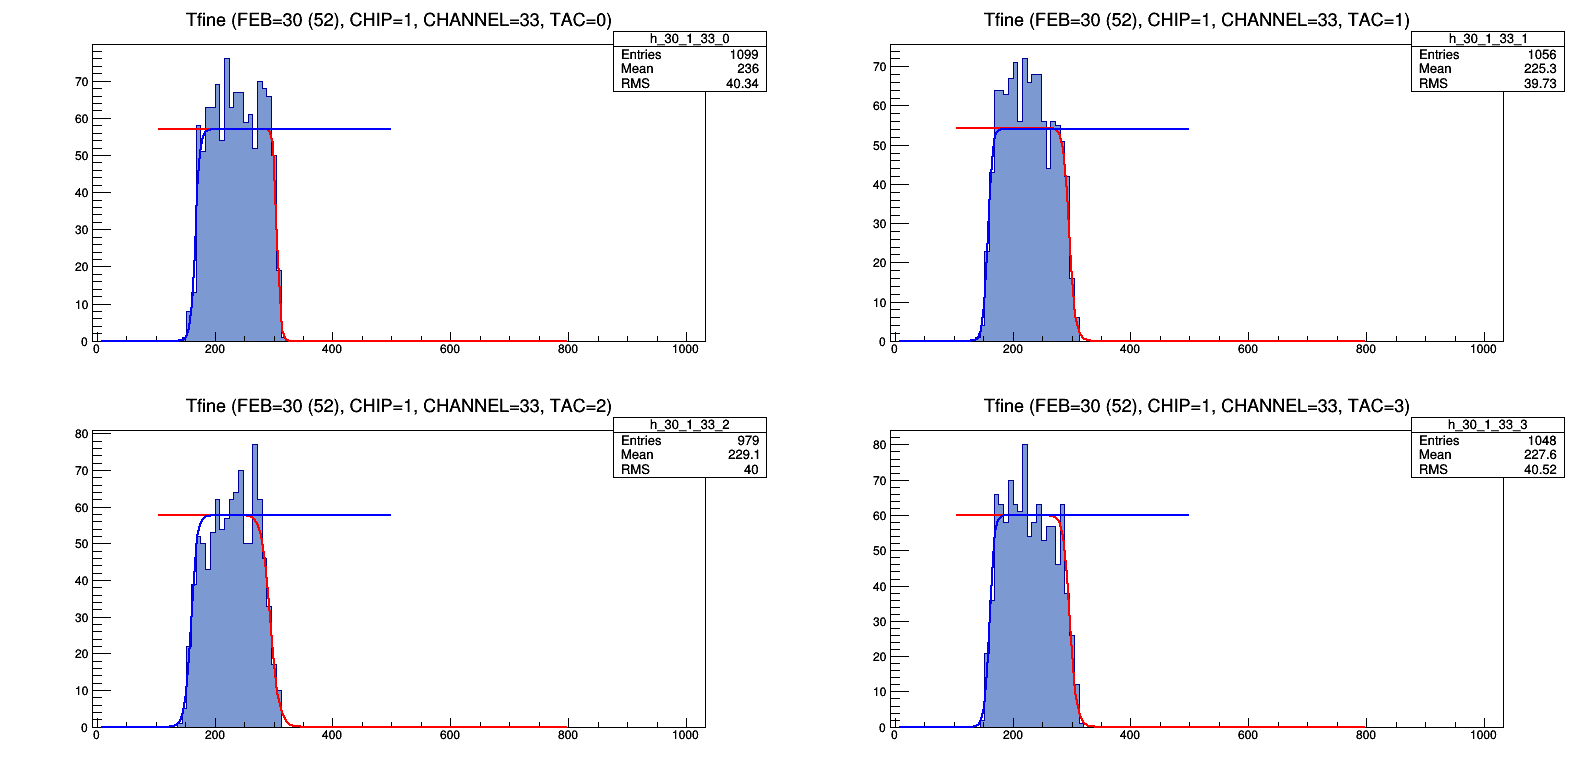 Tfine (FEB=30 (52), CHIP=1, CHANNEL=33, TAC=0)
h_30_1_33_0
Entries 1099
Mean 236
RMS 40.34
70
60
50
40
30
20
10
0
0 200 400 600 800 1000
Tfine (FEB=30 (52), CHIP=1, CHANNEL=33, TAC=1)
h_30_1_33_1
Entries 1056
Mean 225.3
RMS 39.73
70
60
50
40
30
20
10
0
0 200 400 600 800 1000
Tfine (FEB=30 (52), CHIP=1, CHANNEL=33, TAC=2)
h_30_1_33_2
Entries 979
Mean 229.1
RMS 40
80
70
60
50
40
30
20
10
0
0 200 400 600 800 1000
Tfine (FEB=30 (52), CHIP=1, CHANNEL=33, TAC=3)
h_30_1_33_3
Entries 1048
Mean 227.6
RMS 40.52
80
70
60
50
40
30
20
10
0
0 200 400 600 800 1000